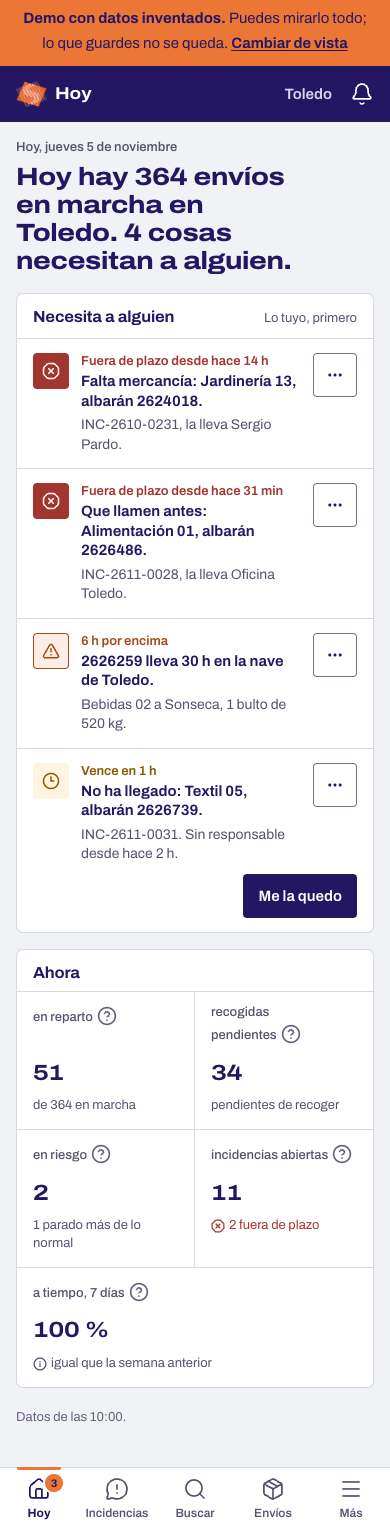 Demo con datos inventados. Puedes mirarlo todo;
lo que guardes no se queda. Cambiar de vista
Hoy
Toledo
Hoy, jueves 5 de noviembre
Hoy hay 364 envíos
en marcha en
Toledo. 4 cosas
necesitan a alguien.
Necesita a alguien
Lo tuyo, primero
Fuera de plazo desde hace 14 h
Falta mercancía: Jardinería 13,
albarán 2624018.
INC-2610-0231, la lleva Sergio
Pardo.
Fuera de plazo desde hace 31 min
Que llamen antes:
Alimentación 01, albarán
2626486.
INC-2611-0028, la lleva Oficina
Toledo.
6 h por encima
2626259 lleva 30 h en la nave
de Toledo.
Bebidas 02 a Sonseca, 1 bulto de
520 kg.
Vence en 1 h
No ha llegado: Textil 05,
albarán 2626739.
INC-2611-0031. Sin responsable
desde hace 2 h.
Me la quedo
Ahora
en reparto
51
de 364 en marcha
recogidas
pendientes
34
pendientes de recoger
en riesgo
2
1 parado más de lo
normal
incidencias abiertas
11
2 fuera de plazo
a tiempo, 7 días
100 %
igual que la semana anterior
Datos de las 10:00.
3
Hoy
Incidencias
Buscar
Envíos
Más